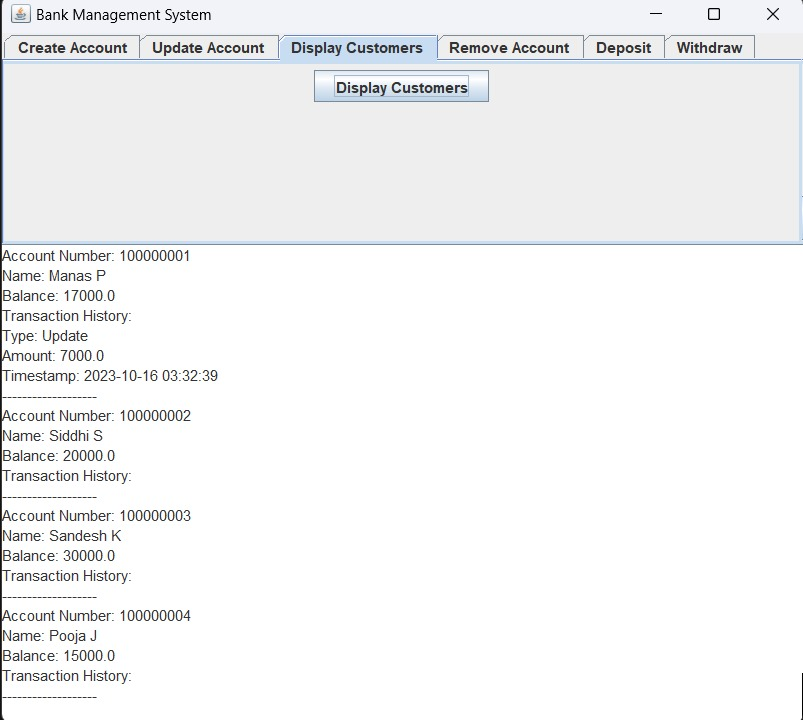 Bank Management System
Create Account Update Account Display Customers Remove Account Deposit Withdraw
Display Customers
Account Number: 100000001
Name: Manas P
Balance: 17000.0
Transaction History:
Type: Update
Amount: 7000.0
Timestamp: 2023-10-16 03:32:39
-------------------
Account Number: 100000002
Name: Siddhi S
Balance: 20000.0
Transaction History:
-------------------
Account Number: 100000003
Name: Sandesh K
Balance: 30000.0
Transaction History:
-------------------
Account Number: 100000004
Name: Pooja J
Balance: 15000.0
Transaction History:
-------------------